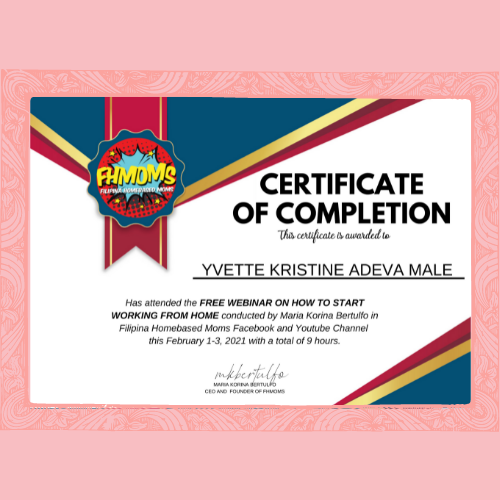 FHMOMS
FILIPINA HOMEBASED MOMS
CERTIFICATE
OF COMPLETION
This certificate is awarded to
YVETTE KRISTINE ADEVA MALE
Has attended the FREE WEBINAR ON HOW TO START
WORKING FROM HOME conducted by Maria Korina Bertulfo in
Filipina Homebased Moms Facebook and Youtube Channel
this February 1-3, 2021 with a total of 9 hours.
mkbertulfo
MARIA KORINA BERTULFO
CEO AND FOUNDER OF FHMOMS